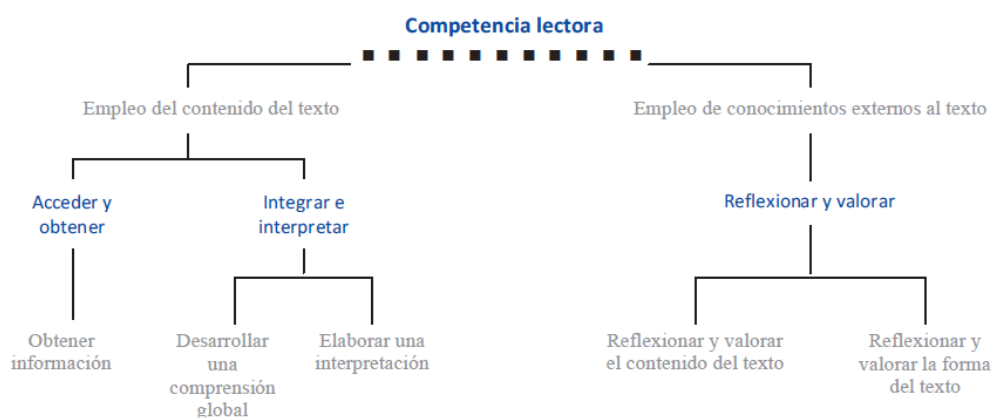 Competencia lectora
Empleo del contenido del texto
Empleo de conocimientos externos al texto
Acceder y
obtener
Integrar e
interpretar
Reflexionar y valorar
Obtener
información
Desarrollar
una
comprensión
global
Elaborar una
interpretación
Reflexionar y valorar
el contenido del texto
Reflexionar y
valorar la forma
del texto